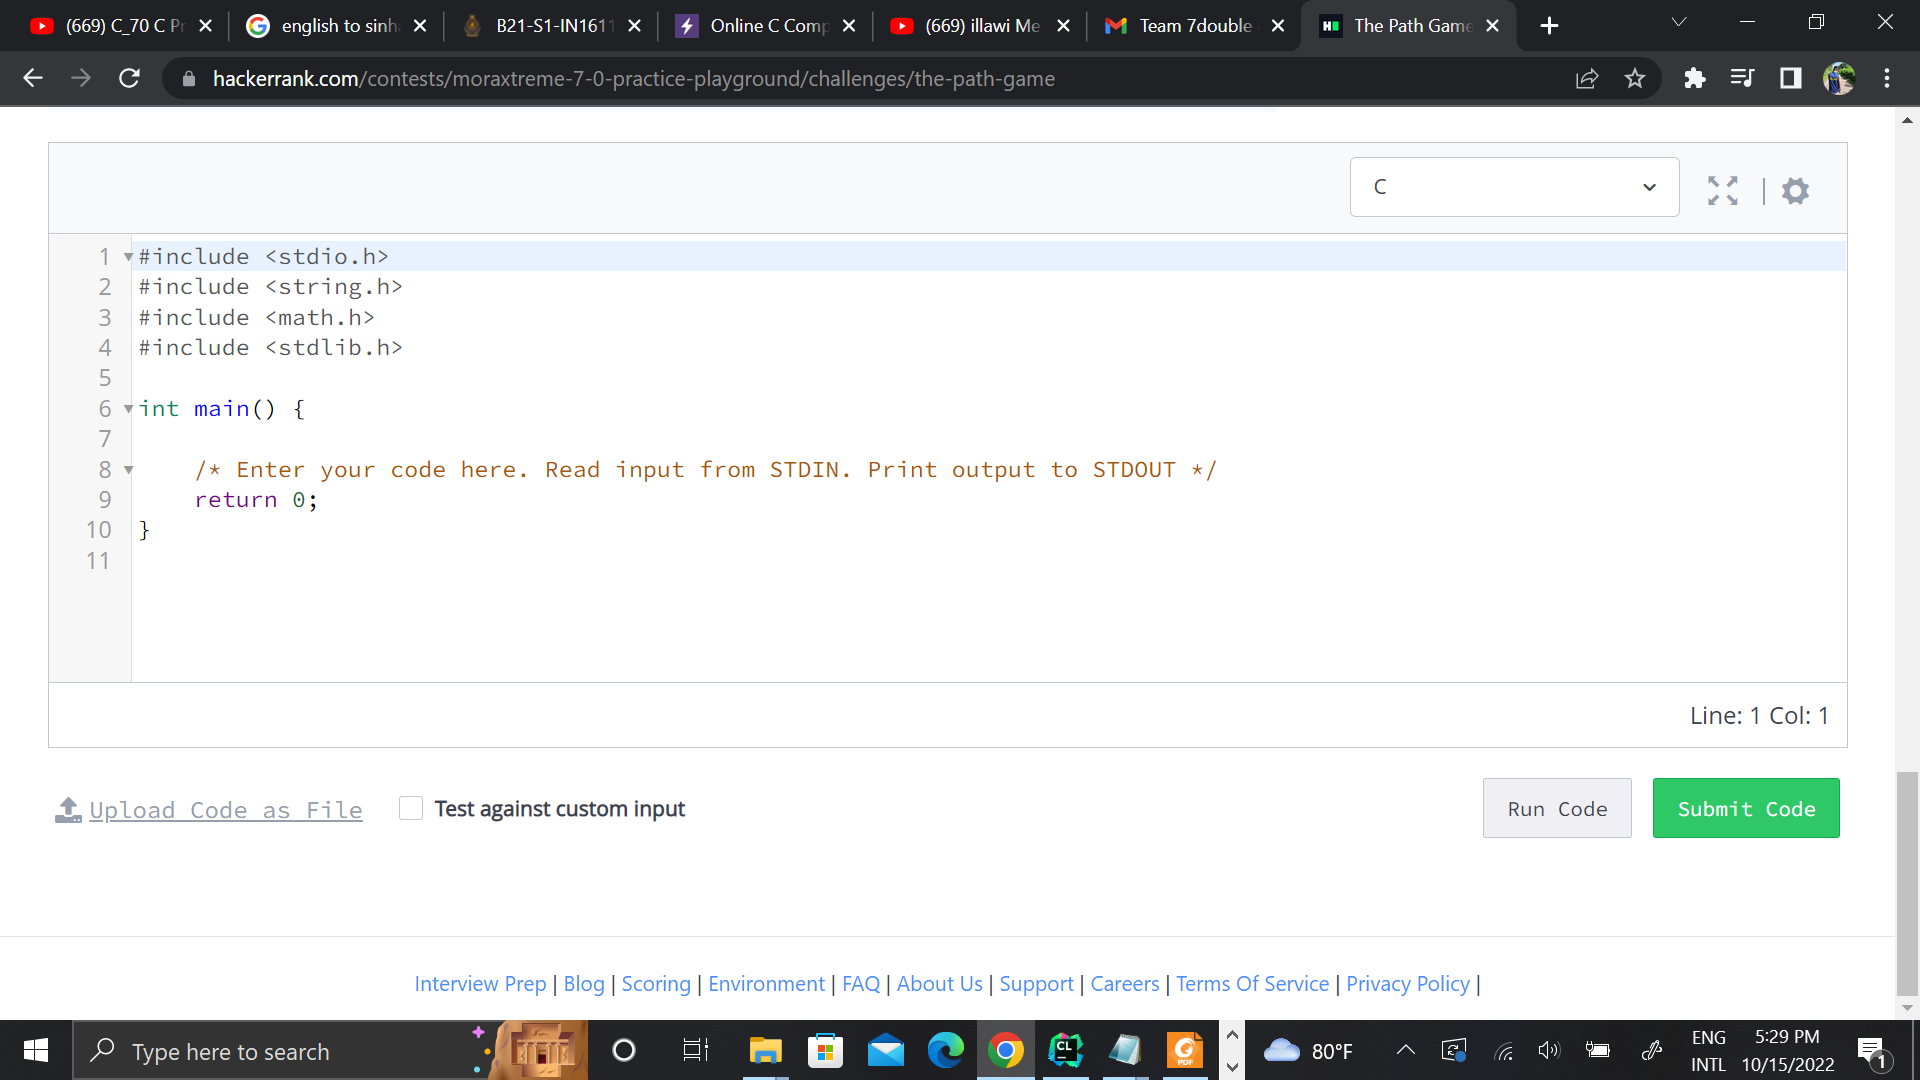 (669) C_70 C Pr
english to sinha
B21-S1-IN1611
Online C Comp
(669) illawi Me
Team 7double
The Path Game
hackerrank.com/contests/moraxtreme-7-0-practice-playground/challenges/the-path-game
C
1 #include <stdio.h>
2 #include <string.h>
3 #include <math.h>
4 #include <stdlib.h>
5
6 int main() {
7
8 /* Enter your code here. Read input from STDIN. Print output to STDOUT */
9 return 0;
10 }
11
Line: 1 Col: 1
Upload Code as File
Test against custom input
Run Code
Submit Code
Interview Prep | Blog | Scoring | Environment | FAQ | About Us | Support | Careers | Terms Of Service | Privacy Policy |
Type here to search
CL
PDF
80°F
ENG
INTL
5:29 PM
10/15/2022
1